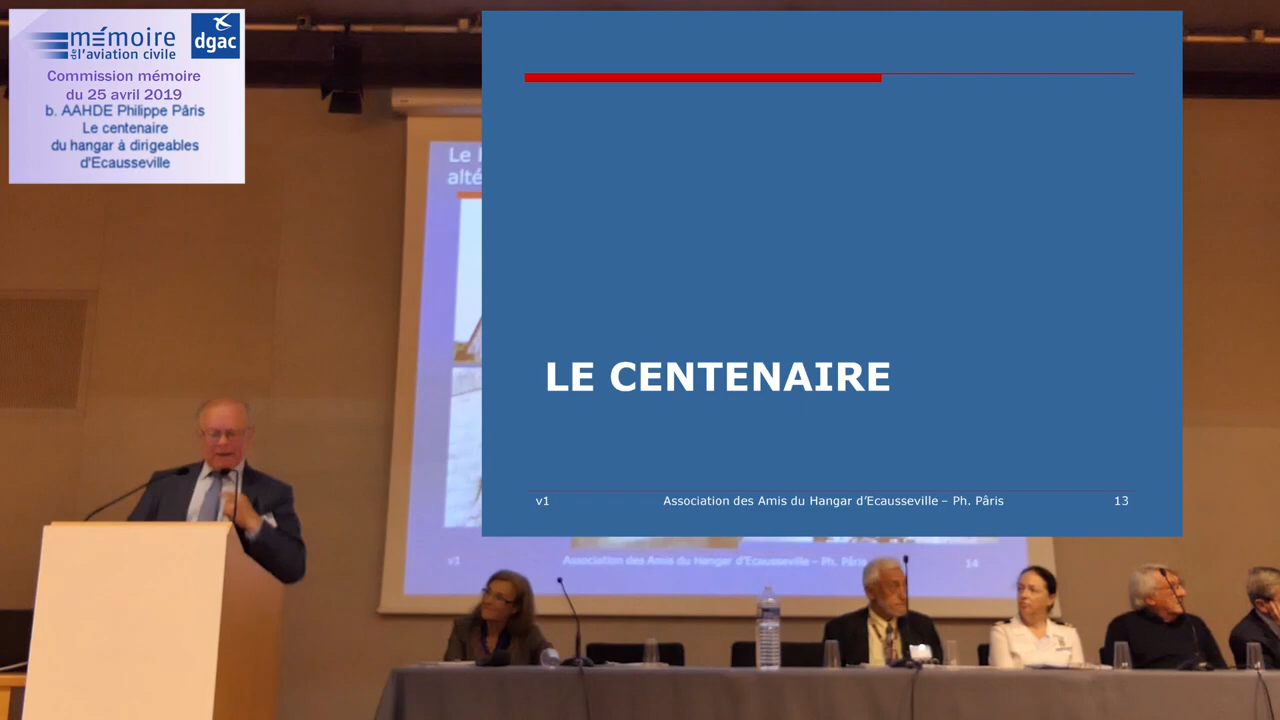 mémoire
de l'aviation civile
dgac
Commission mémoire
du 25 avril 2019
b. AAHDE Philippe Pâris
Le centenaire
du hangar à dirigeables
d'Ecausseville
Le
alté
LE CENTENAIRE
v1 Association des Amis du Hangar d'Ecausseville – Ph. Pâris 13
v1 Association des Amis du Hangar d'Ecausseville – Ph. Pâris 14